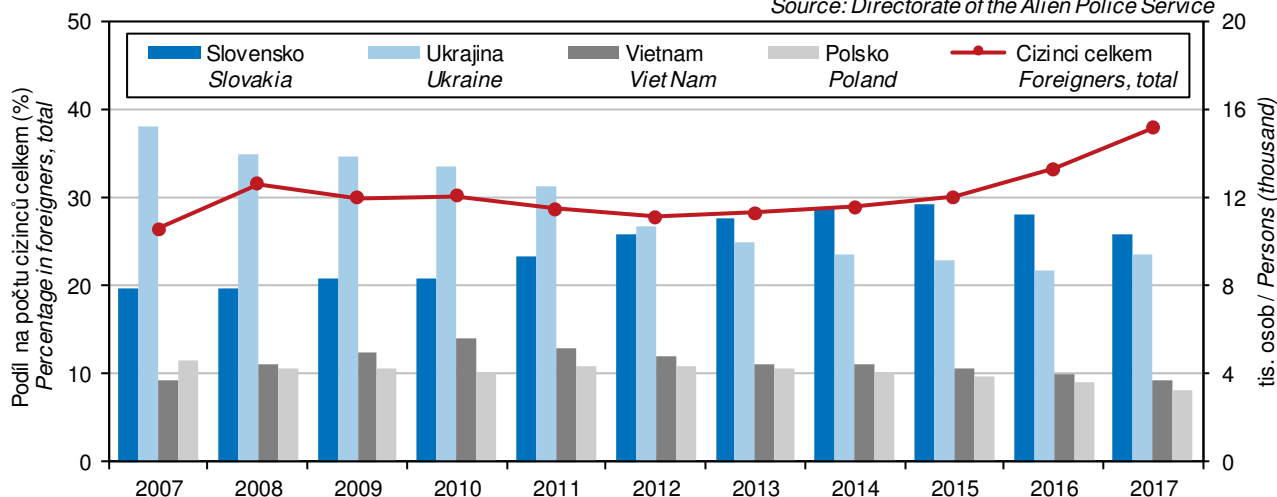 Source: Directorate of the Alien Police Service
50
40
30
20
10
0
20
16
12
8
4
0
Podíl na počtu cizinců celkem (%)
Percentage in foreigners, total
tis. osob / Persons (thousand)
Slovensko
Slovakia
Ukrajina
Ukraine
Vietnam
Viet Nam
Polsko
Poland
Cizinci celkem
Foreigners, total
2007 2008 2009 2010 2011 2012 2013 2014 2015 2016 2017